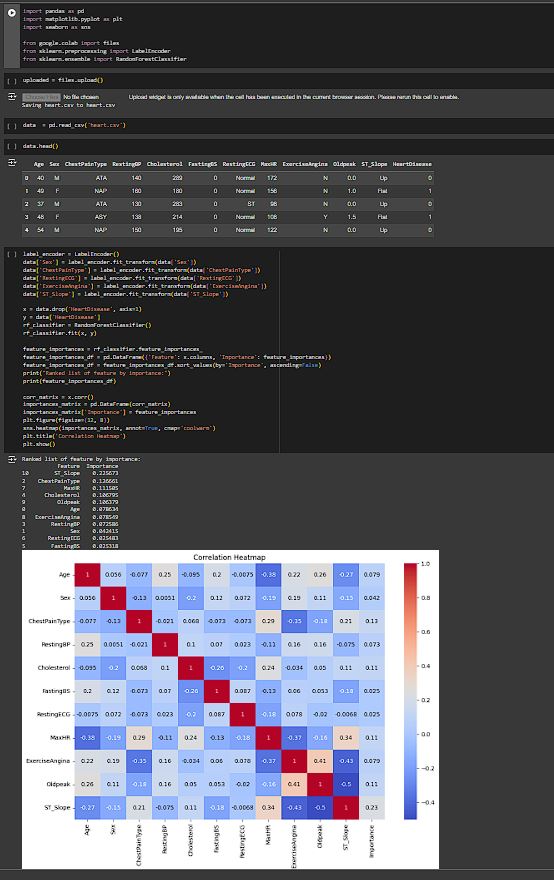 import pandas as pd
import matplotlib.pyplot as plt
import seaborn as sns
from google.colab import files
from sklearn.preprocessing import LabelEncoder
from sklearn.ensemble import RandomForestClassifier
[ ] uploaded = files.upload()
No file chosen Upload widget is only available when the cell has been executed in the current browser session. Please rerun this cell to enable.
Saving heart.csv to heart.csv
[ ] data = pd.read_csv('heart.csv')
[ ] data.head()
Age Sex ChestPainType RestingBP Cholesterol FastingBS RestingECG MaxHR ExerciseAngina Oldpeak ST_Slope HeartDisease
0 40 M ATA 140 289 0 Normal 172 N 0.0 Up 0
1 49 F NAP 160 180 0 Normal 156 N 1.0 Flat 1
2 37 M ATA 130 283 0 ST 98 N 0.0 Up 0
3 48 F ASY 138 214 0 Normal 108 Y 1.5 Flat 1
4 54 M NAP 150 195 0 Normal 122 N 0.0 Up 0
[ ] label_encoder = LabelEncoder()
data['Sex'] = label_encoder.fit_transform(data['Sex'])
data['ChestPainType'] = label_encoder.fit_transform(data['ChestPainType'])
data['RestingECG'] = label_encoder.fit_transform(data['RestingECG'])
data['ExerciseAngina'] = label_encoder.fit_transform(data['ExerciseAngina'])
data['ST_Slope'] = label_encoder.fit_transform(data['ST_Slope'])
x = data.drop('HeartDisease', axis=1)
y = data['HeartDisease']
rf_classifier = RandomForestClassifier()
rf_classifier.fit(x, y)
feature_importances = rf_classifier.feature_importances_
feature_importances_df = pd.DataFrame({'Feature': x.columns, 'Importance': feature_importances})
feature_importances_df = feature_importances_df.sort_values(by='Importance', ascending=False)
print("Ranked list of feature by importance:")
print(feature_importances_df)
corr_matrix = x.corr()
importances_matrix = pd.DataFrame(corr_matrix)
importances_matrix['Importance'] = feature_importances
plt.figure(figsize=(12, 8))
sns.heatmap(importances_matrix, annot=True, cmap='coolwarm')
plt.title('Correlation Heatmap')
plt.show()
Ranked list of feature by importance:
Feature Importance
10 ST_Slope 0.225673
2 ChestPainType 0.126661
7 MaxHR 0.111505
4 Cholesterol 0.106795
9 Oldpeak 0.106379
0 Age 0.078634
8 ExerciseAngina 0.078549
3 RestingBP 0.072586
1 Sex 0.042415
6 RestingECG 0.025483
5 FastingBS 0.025318
Correlation Heatmap
Age 1 0.056 -0.077 0.25 -0.095 0.2 -0.0075 -0.38 0.22 0.26 -0.27 0.079
Sex 0.056 1 -0.13 0.0051 -0.2 0.12 0.072 -0.19 0.19 0.11 -0.15 0.042
ChestPainType -0.077 -0.13 1 -0.021 0.068 -0.073 -0.073 0.29 -0.35 -0.18 0.21 0.13
RestingBP 0.25 0.0051 -0.021 1 0.1 0.07 0.023 -0.11 0.16 0.16 -0.075 0.073
Cholesterol -0.095 -0.2 0.068 0.1 1 -0.26 -0.2 0.24 -0.034 0.05 0.11 0.11
FastingBS 0.2 0.12 -0.073 0.07 -0.26 1 0.087 -0.13 0.06 0.053 -0.18 0.025
RestingECG -0.0075 0.072 -0.073 0.023 -0.2 0.087 1 -0.18 0.078 -0.02 -0.0068 0.025
MaxHR -0.38 -0.19 0.29 -0.11 0.24 -0.13 -0.18 1 -0.37 -0.16 0.34 0.11
ExerciseAngina 0.22 0.19 -0.35 0.16 -0.034 0.06 0.078 -0.37 1 0.41 -0.43 0.079
Oldpeak 0.26 0.11 -0.18 0.16 0.05 0.053 -0.02 -0.16 0.41 1 -0.5 0.11
ST_Slope -0.27 -0.15 0.21 -0.075 0.11 -0.18 -0.0068 0.34 -0.43 -0.5 1 0.23
Age Sex ChestPainType RestingBP Cholesterol FastingBS RestingECG MaxHR ExerciseAngina Oldpeak ST_Slope Importance
1.0
0.8
0.6
0.4
0.2
0.0
-0.2
-0.4